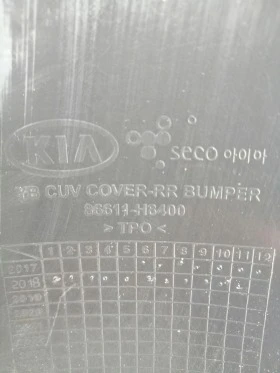 KIA
seco 아이아
YB CUV COVER-RR BUMPER
86611-H8400
> TPO <
1 2 3 4 5 6 7 8 9 10 11 12
2017
2018
2019